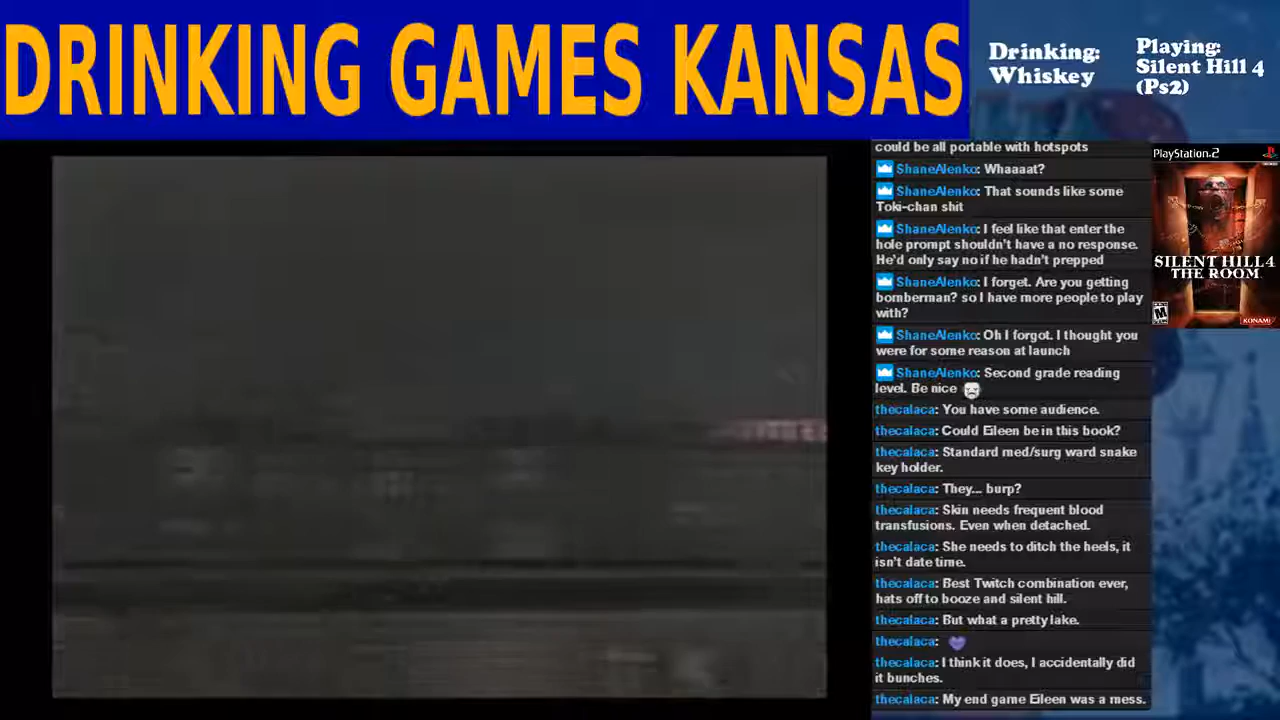 DRINKING GAMES KANSAS
Drinking:
Whiskey
Playing:
Silent Hill 4
(Ps2)
PlayStation.2
SILENT HILL 4
THE ROOM
M
KONAMI
could be all portable with hotspots
ShaneAlenko: Whaaaat?
ShaneAlenko: That sounds like some
Toki-chan shit
ShaneAlenko: I feel like that enter the
hole prompt shouldn't have a no response.
He'd only say no if he hadn't prepped
ShaneAlenko: I forget. Are you getting
bomberman? so I have more people to play
with?
ShaneAlenko: Oh I forgot. I thought you
were for some reason at launch
ShaneAlenko: Second grade reading
level. Be nice
thecalaca: You have some audience.
thecalaca: Could Eileen be in this book?
thecalaca: Standard med/surg ward snake
key holder.
thecalaca: They... burp?
thecalaca: Skin needs frequent blood
transfusions. Even when detached.
thecalaca: She needs to ditch the heels, it
isn't date time.
thecalaca: Best Twitch combination ever,
hats off to booze and silent hill.
thecalaca: But what a pretty lake.
thecalaca:
thecalaca: I think it does, I accidentally did
it bunches.
thecalaca: My end game Eileen was a mess.